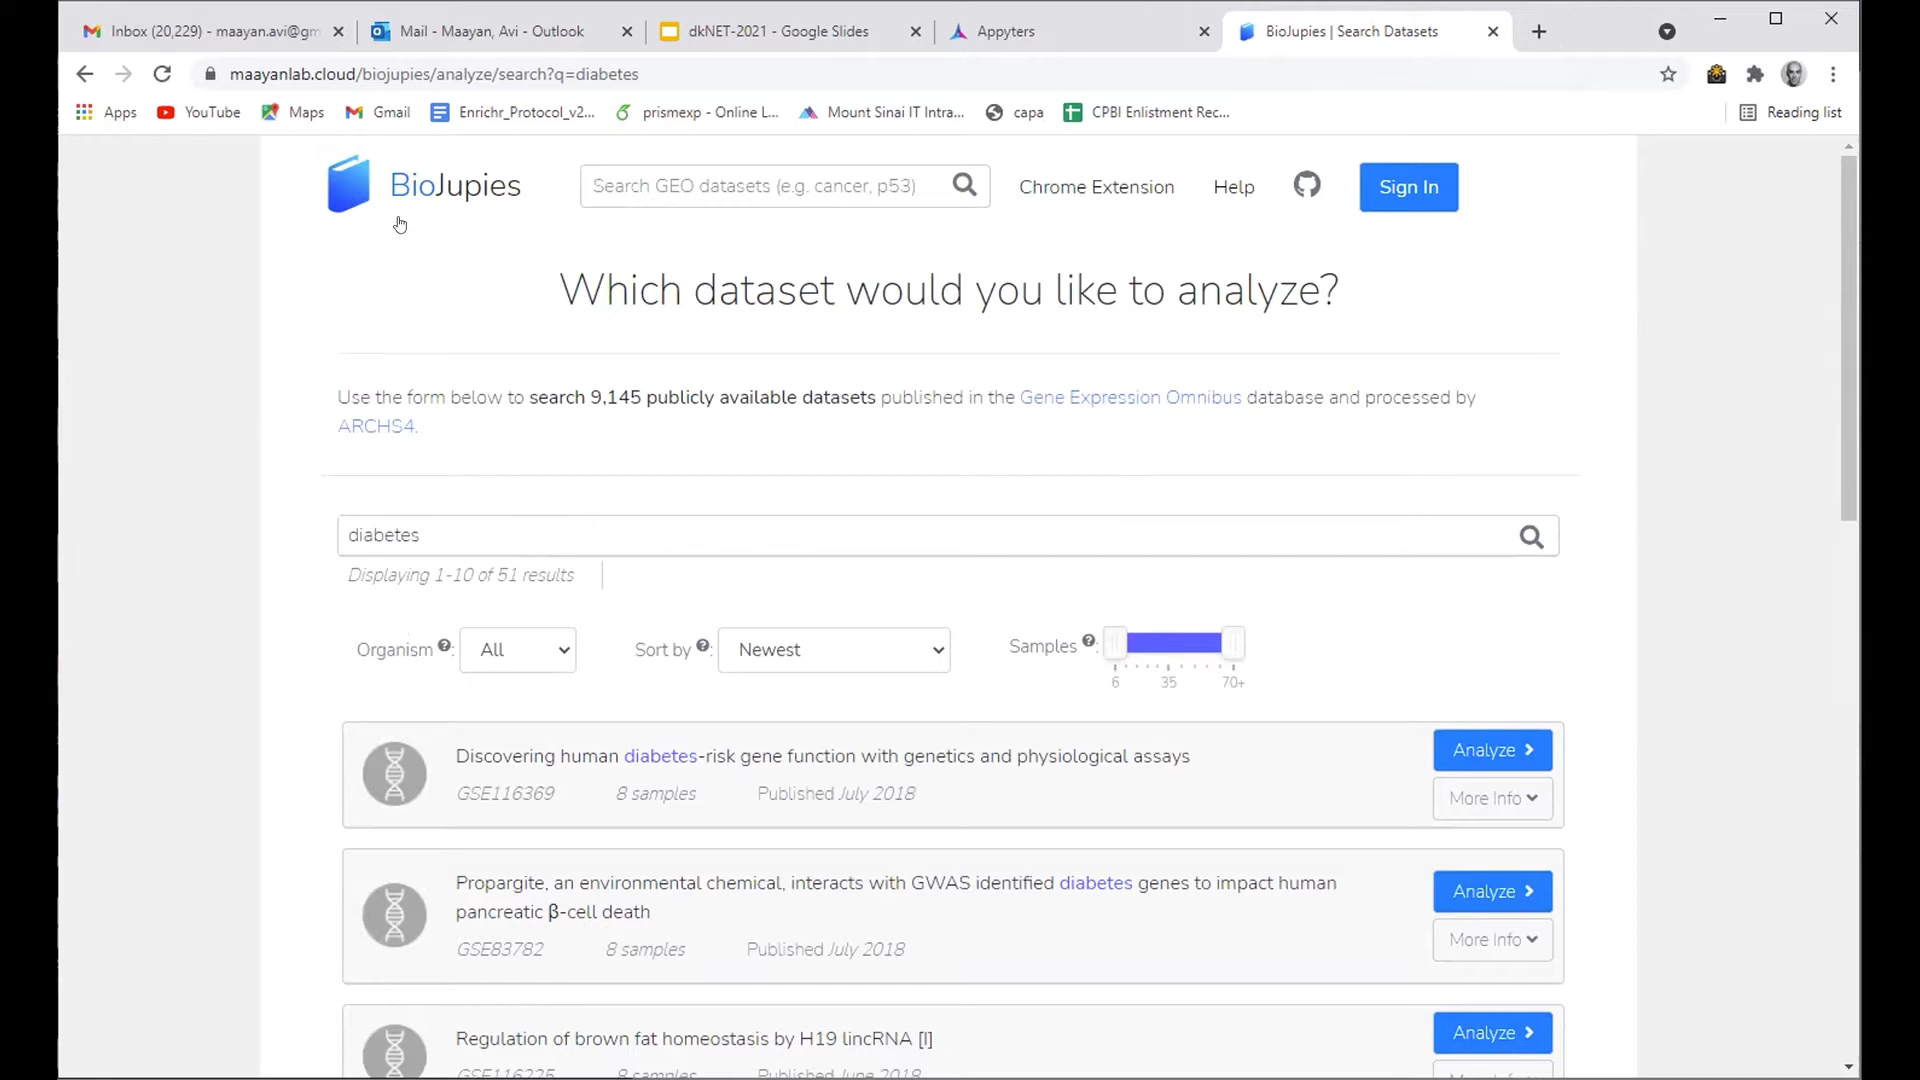 Inbox (20,229) - maayan.avi@gm
Mail - Maayan, Avi - Outlook
dkNET-2021 - Google Slides
Appyters
BioJupies | Search Datasets
maayanlab.cloud/biojupies/analyze/search?q=diabetes
Apps
YouTube
Maps
Gmail
Enrichr_Protocol_v2...
prismexp - Online L...
Mount Sinai IT Intra...
capa
CPBI Enlistment Rec...
Reading list
BioJupies
Search GEO datasets (e.g. cancer, p53)
Chrome Extension
Help
Sign In
Which dataset would you like to analyze?
Use the form below to search 9,145 publicly available datasets published in the Gene Expression Omnibus database and processed by
ARCHS4.
diabetes
Displaying 1-10 of 51 results
Organism ?:
All
Sort by ?:
Newest
Samples ?:
6
35
70+
Discovering human diabetes-risk gene function with genetics and physiological assays
GSE116369
8 samples
Published July 2018
Analyze
More Info
Propargite, an environmental chemical, interacts with GWAS identified diabetes genes to impact human
pancreatic β-cell death
GSE83782
8 samples
Published July 2018
Analyze
More Info
Regulation of brown fat homeostasis by H19 lincRNA [I]
GSE116225
8 samples
Published June 2018
Analyze